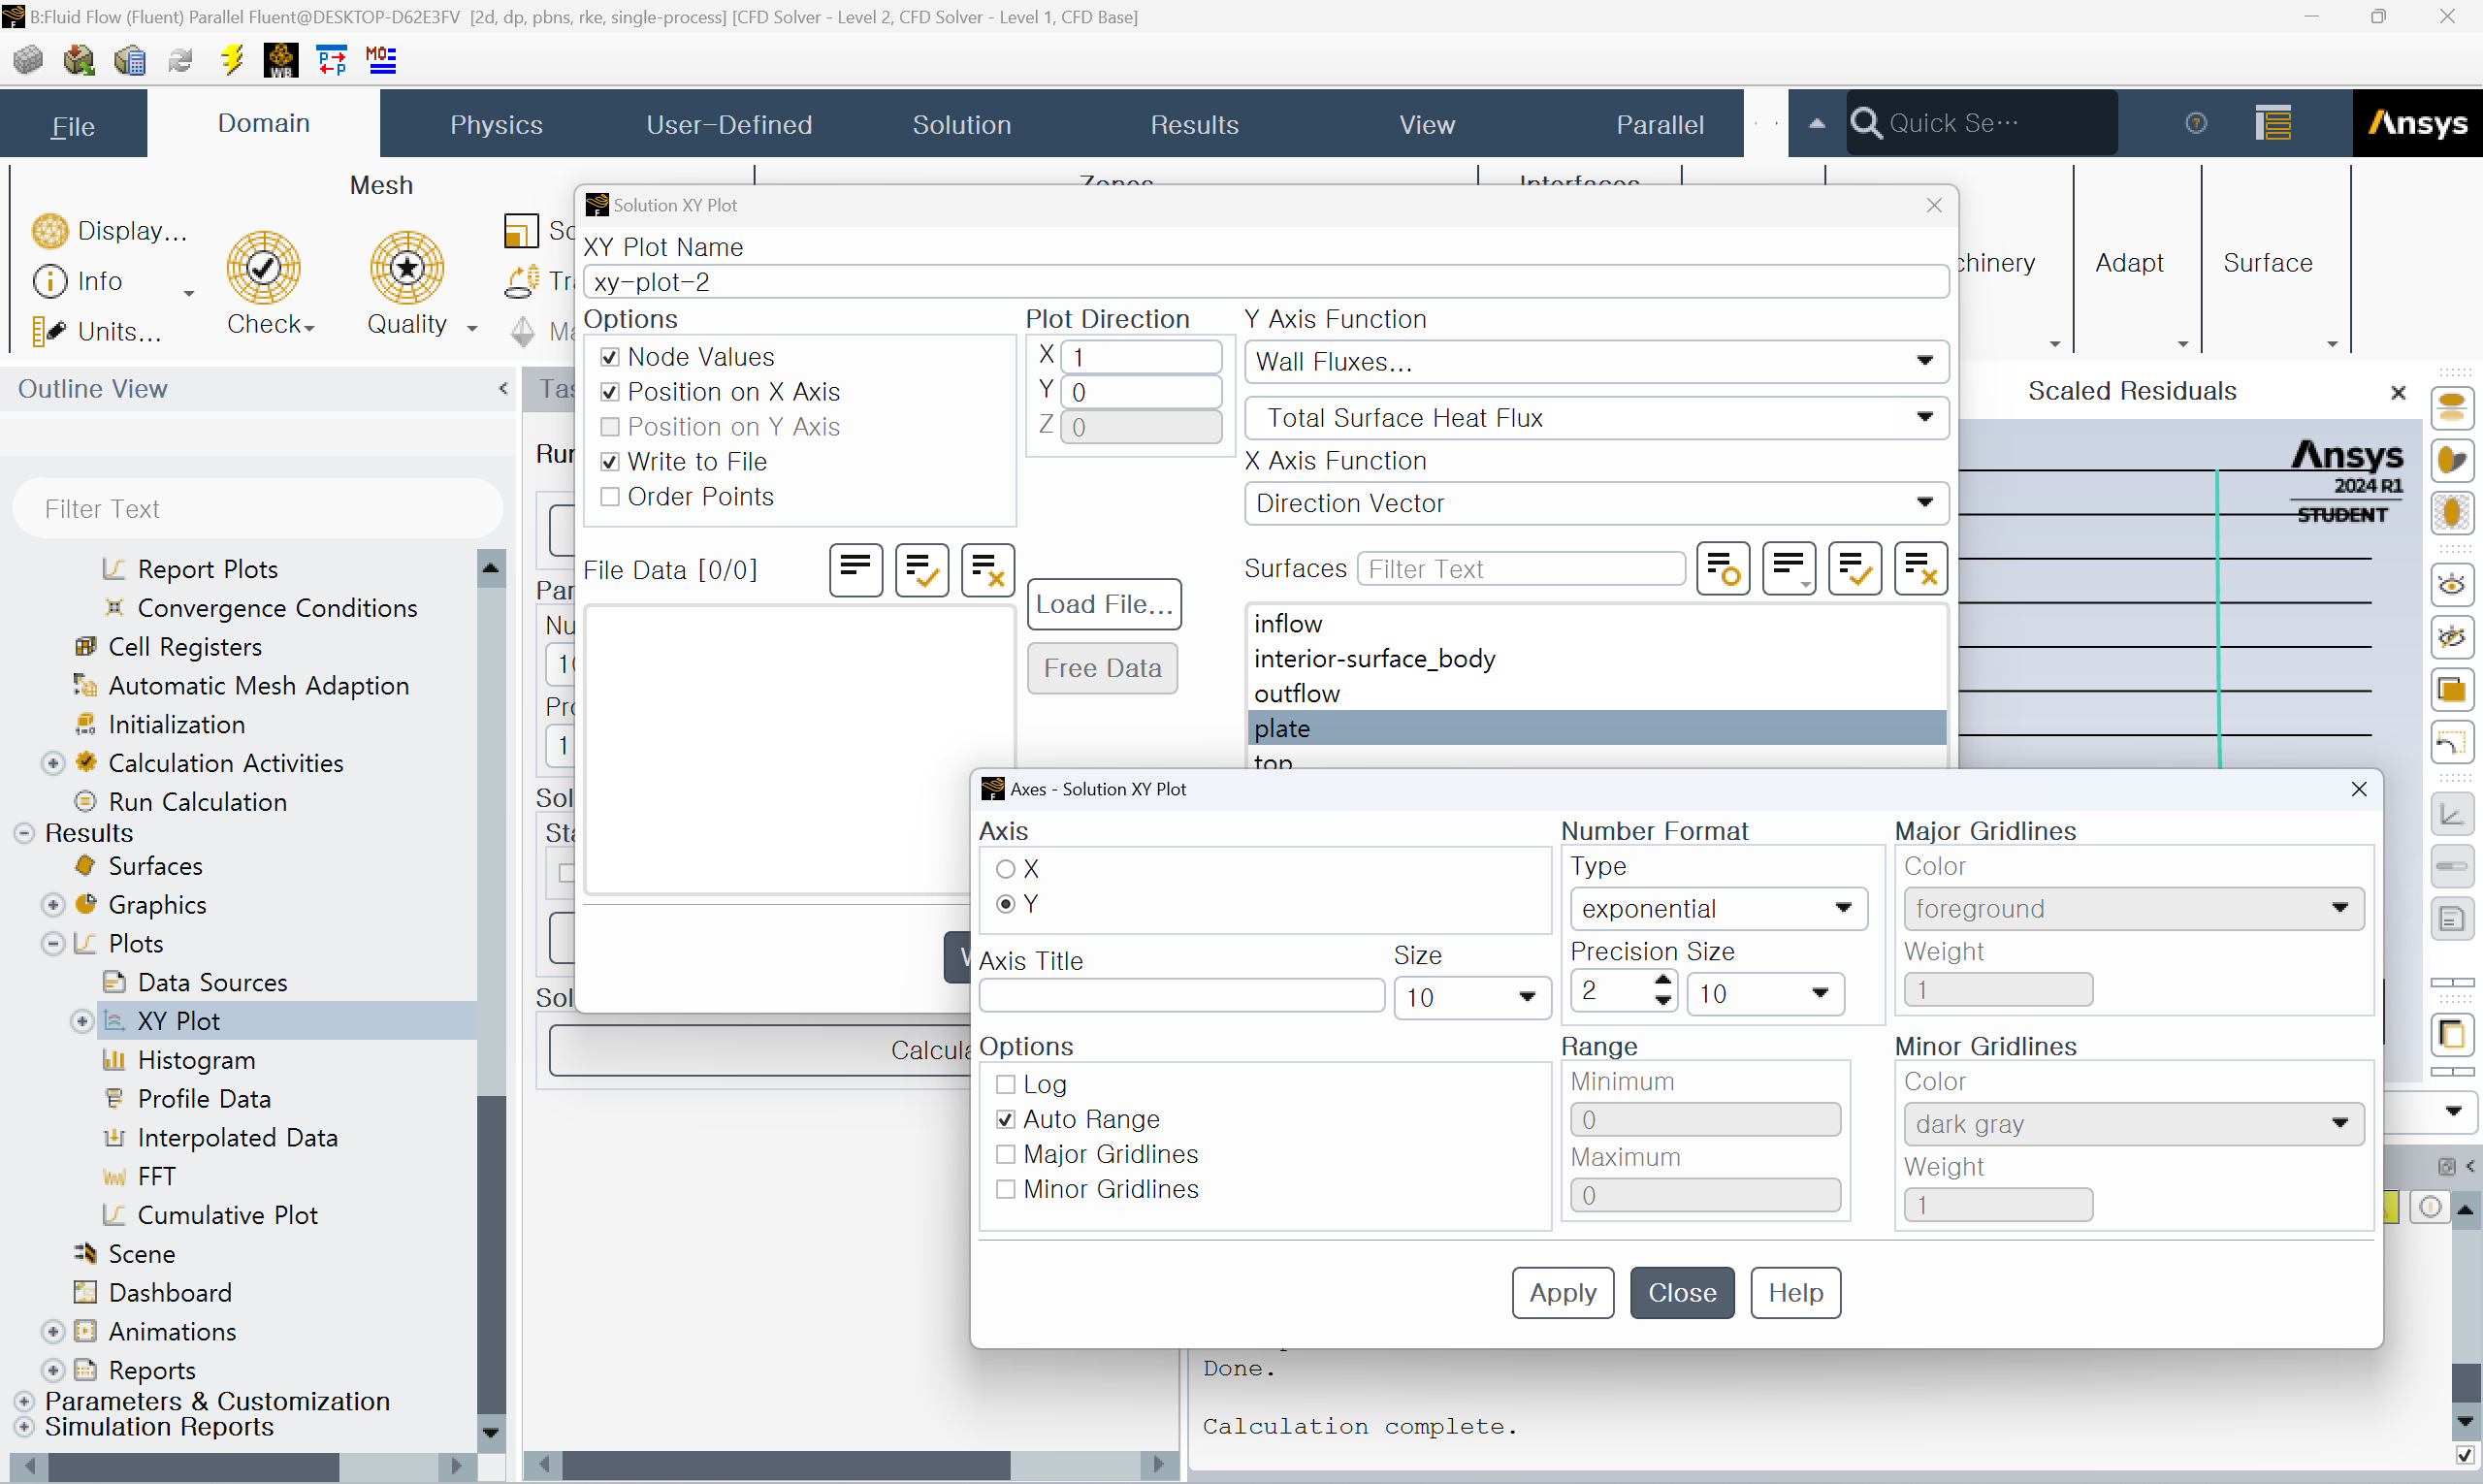 B:Fluid Flow (Fluent) Parallel Fluent@DESKTOP-D62E3FV [2d, dp, pbns, rke, single-process] [CFD Solver - Level 2, CFD Solver - Level 1, CFD Base]
WB
P P
MO
File
Domain
Physics
User-Defined
Solution
Results
View
Parallel
Quick Se...
Ansys
Mesh
Zones
Interfaces
Display...
Info
Units...
Check
Quality
chinery
Adapt
Surface
Solution XY Plot
XY Plot Name
xy-plot-2
Options
Node Values
Position on X Axis
Position on Y Axis
Write to File
Order Points
Plot Direction
X 1
Y 0
Z 0
Y Axis Function
Wall Fluxes...
Total Surface Heat Flux
X Axis Function
Direction Vector
File Data [0/0]
Load File...
Free Data
Surfaces
Filter Text
inflow
interior-surface_body
outflow
plate
top
Outline View
Filter Text
Report Plots
Convergence Conditions
Cell Registers
Automatic Mesh Adaption
Initialization
Calculation Activities
Run Calculation
Results
Surfaces
Graphics
Plots
Data Sources
XY Plot
Histogram
Profile Data
Interpolated Data
FFT
Cumulative Plot
Scene
Dashboard
Animations
Reports
Parameters & Customization
Simulation Reports
Scaled Residuals
Ansys
2024 R1
STUDENT
Axes - Solution XY Plot
Axis
X
Y
Axis Title
Size
10
Number Format
Type
exponential
Precision Size
2
10
Major Gridlines
Color
foreground
Weight
1
Options
Log
Auto Range
Major Gridlines
Minor Gridlines
Range
Minimum
0
Maximum
0
Minor Gridlines
Color
dark gray
Weight
1
Apply
Close
Help
Done.
Calculation complete.